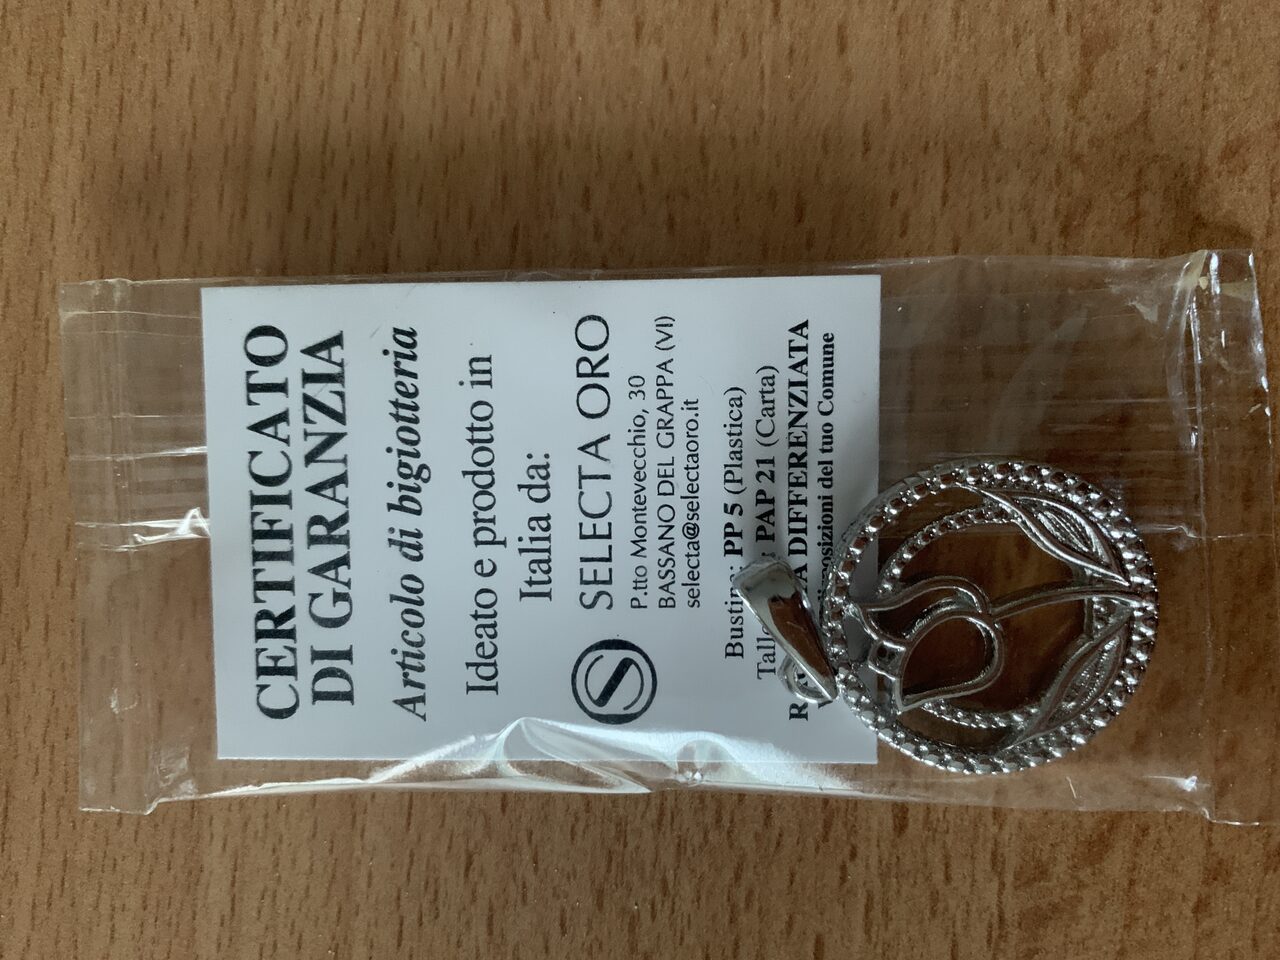 CERTIFICATO
DI GARANZIA
Articolo di bigiotteria
Ideato e prodotto in
Italia da:
SELECTA ORO
P.tto Montevecchio, 30
BASSANO DEL GRAPPA (VI)
selecta@selectaoro.it
PP 5 (Plastica)
: PAP 21 (Carta)
DIFFERENZIATA
del tuo Comune